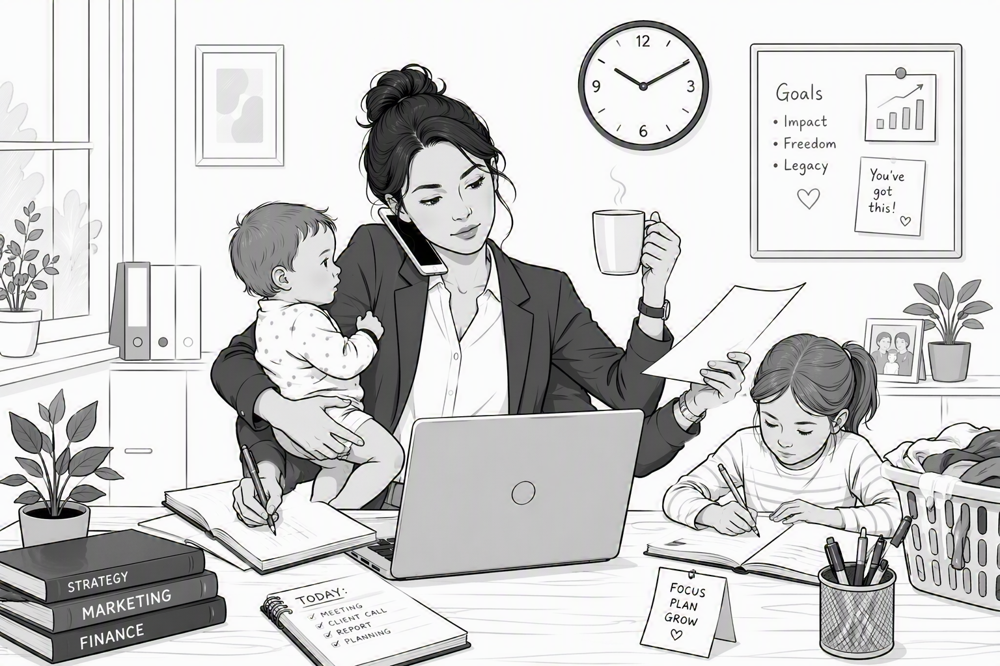 12
3
6
9
Goals
• Impact
• Freedom
• Legacy
You've
got
this!
STRATEGY
MARKETING
FINANCE
TODAY:
MEETING
CLIENT CALL
REPORT
PLANNING
FOCUS
PLAN
GROW